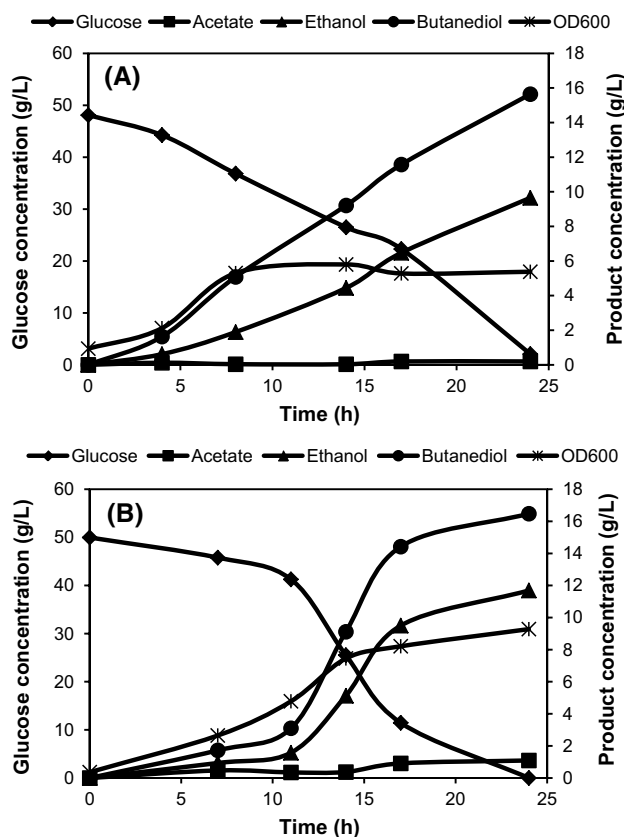 Glucose Acetate Ethanol Butanediol OD600
60 18
(A)
50 16
14
40 12
30 10
8
20 6
10 4
2
0 0
0 5 10 15 20 25
Time (h)
Glucose concentration (g/L)
Product concentration (g/L)
Glucose Acetate Ethanol Butanediol OD600
60 18
(B)
50 16
14
40 12
30 10
8
20 6
10 4
2
0 0
0 5 10 15 20 25
Time (h)
Glucose concentration (g/L)
Product concentration (g/L)